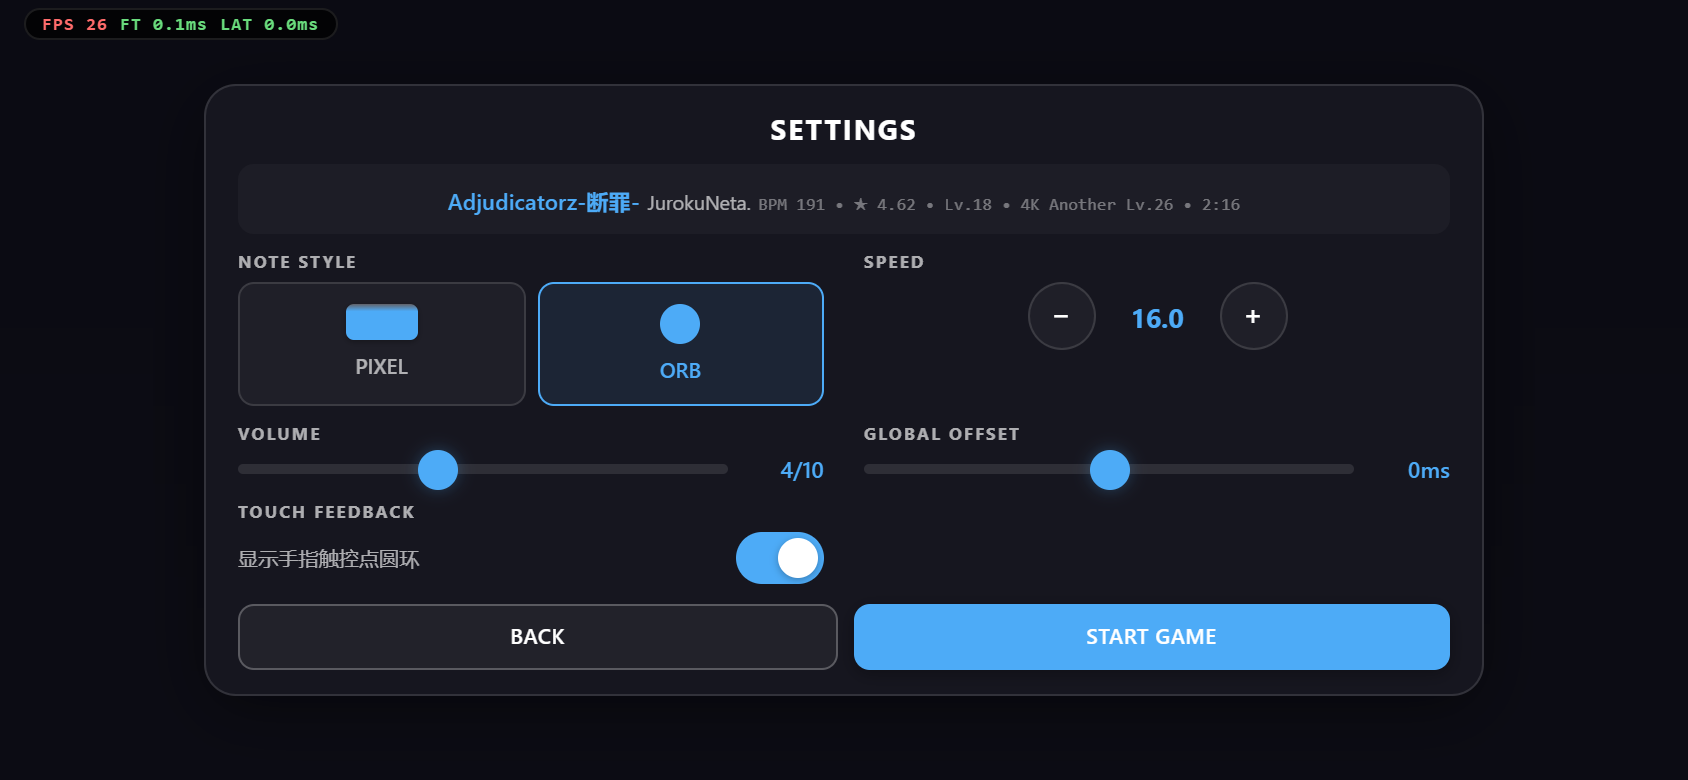 FPS 26 FT 0.1ms LAT 0.0ms
SETTINGS
Adjudicatorz-断罪- JurokuNeta. BPM 191 • ★ 4.62 • Lv.18 • 4K Another Lv.26 • 2:16
NOTE STYLE
PIXEL
ORB
SPEED
− 16.0 +
VOLUME
4/10
GLOBAL OFFSET
0ms
TOUCH FEEDBACK
显示手指触控点圆环
BACK
START GAME